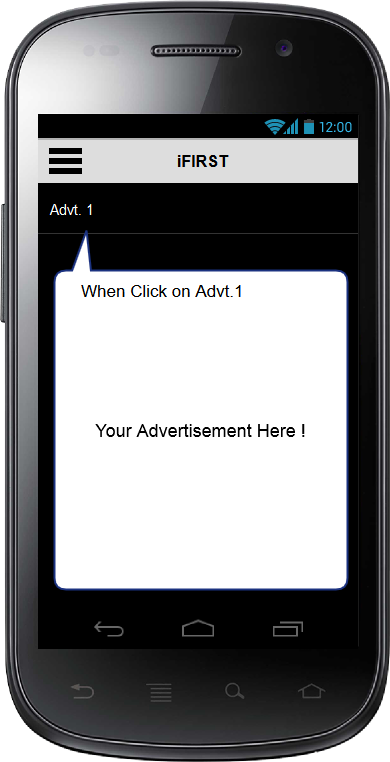 12:00
iFIRST
Advt. 1
When Click on Advt.1
Your Advertisement Here !